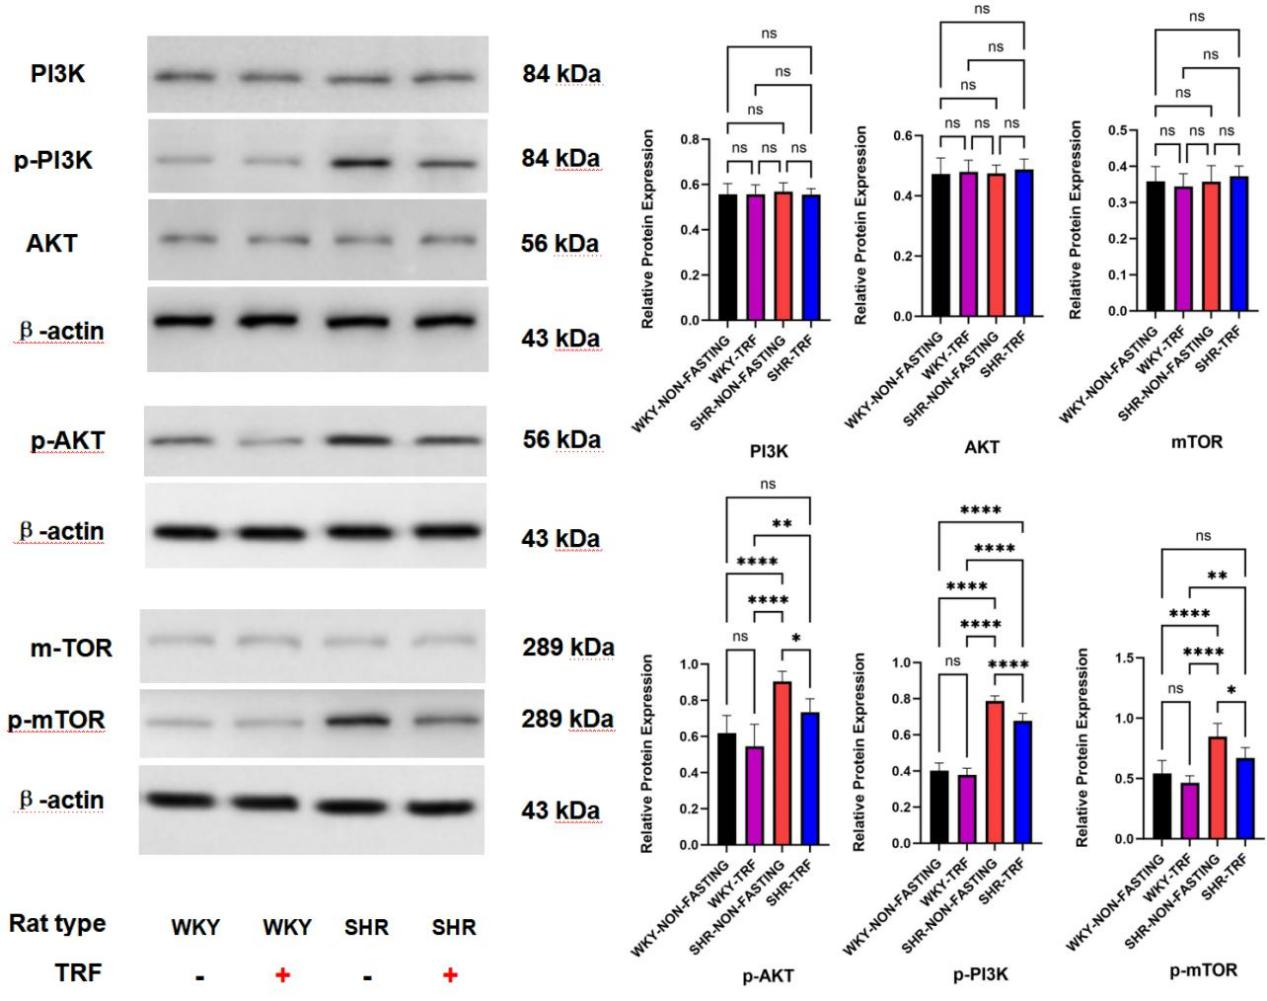 PI3K
84 kDa
p-PI3K
84 kDa
AKT
56 kDa
β-actin
43 kDa
p-AKT
56 kDa
β-actin
43 kDa
m-TOR
289 kDa
p-mTOR
289 kDa
β-actin
43 kDa
Rat type WKY WKY SHR SHR
TRF - + - +
ns
ns
ns
ns ns ns
Relative Protein Expression
0.8
0.6
0.4
0.2
0.0
WKY-NON-FASTING
WKY-TRF
SHR-NON-FASTING
SHR-TRF
PI3K
ns
ns
ns
ns ns ns
Relative Protein Expression
0.6
0.4
0.2
0.0
WKY-NON-FASTING
WKY-TRF
SHR-NON-FASTING
SHR-TRF
AKT
ns
ns
ns
ns ns ns
Relative Protein Expression
0.5
0.4
0.3
0.2
0.1
0.0
WKY-NON-FASTING
WKY-TRF
SHR-NON-FASTING
SHR-TRF
mTOR
ns
**
****
****
ns *
Relative Protein Expression
1.0
0.8
0.6
0.4
0.2
0.0
WKY-NON-FASTING
WKY-TRF
SHR-NON-FASTING
SHR-TRF
p-AKT
****
****
****
****
ns ****
Relative Protein Expression
1.0
0.8
0.6
0.4
0.2
0.0
WKY-NON-FASTING
WKY-TRF
SHR-NON-FASTING
SHR-TRF
p-PI3K
ns
**
****
****
ns *
Relative Protein Expression
1.5
1.0
0.5
0.0
WKY-NON-FASTING
WKY-TRF
SHR-NON-FASTING
SHR-TRF
p-mTOR